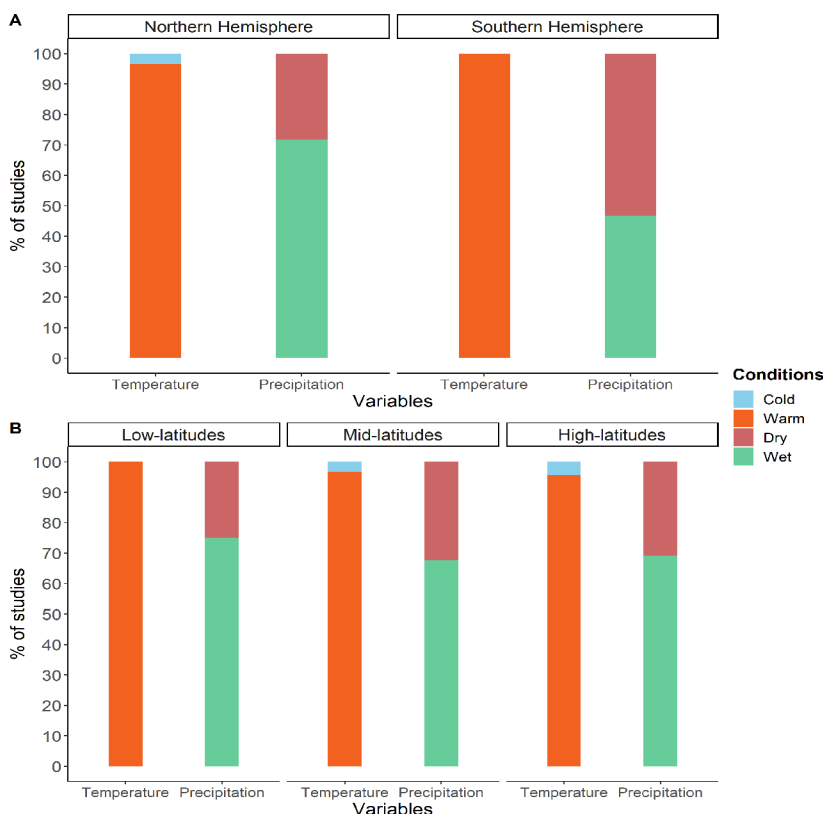 A
Northern Hemisphere
Southern Hemisphere
% of studies
100
90
80
70
60
50
40
30
20
10
0
Temperature
Precipitation
Temperature
Precipitation
Variables
Conditions
Cold
Warm
Dry
Wet
B
Low-latitudes
Mid-latitudes
High-latitudes
% of studies
100
90
80
70
60
50
40
30
20
10
0
Temperature
Precipitation
Temperature
Precipitation
Temperature
Precipitation
Variables